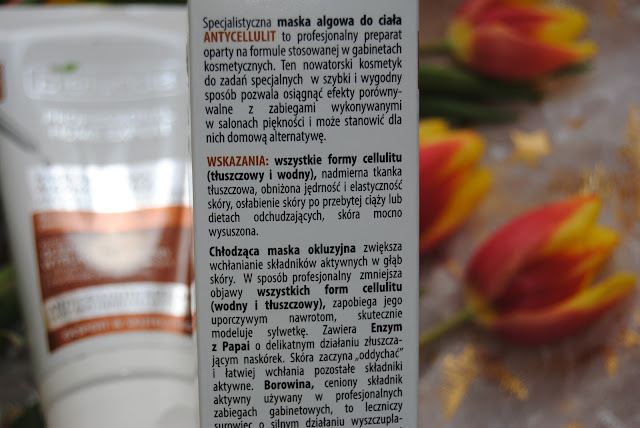 Specjalistyczna maska algowa do ciała
ANTYCELLULIT to profesjonalny preparat
oparty na formule stosowanej w gabinetach
kosmetycznych. Ten nowatorski kosmetyk
do zadań specjalnych w szybki i wygodny
sposób pozwala osiągnąć efekty porówny-
walne z zabiegami wykonywanymi
w salonach piękności i może stanowić dla
nich domową alternatywę.
WSKAZANIA: wszystkie formy cellulitu
(tłuszczowy i wodny), nadmierna tkanka
tłuszczowa, obniżona jędrność i elastyczność
skóry, osłabienie skóry po przebytej ciąży lub
dietach odchudzających, skóra mocno
wysuszona.
Chłodząca maska okluzyjna zwiększa
wchłanianie składników aktywnych w głąb
skóry. W sposób profesjonalny zmniejsza
objawy wszystkich form cellulitu
(wodny i tłuszczowy), zapobiega jego
uporczywym nawrotom, skutecznie
modeluje sylwetkę. Zawiera Enzym
z Papai o delikatnym działaniu złuszcza-
jącym naskórek. Skóra zaczyna „oddychać”
i łatwiej wchłania pozostałe składniki
aktywne. Borowina, ceniony składnik
aktywny używany w profesjonalnych
zabiegach gabinetowych, to leczniczy
surowiec o silnym działaniu wyszczupla-